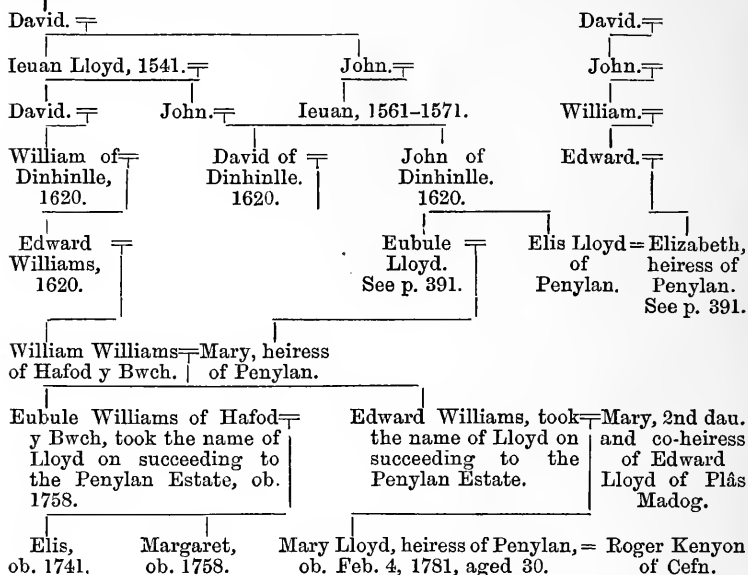 David. David.
Ieuan Lloyd, 1541. John. John.
David. John. Ieuan, 1561–1571. William.
William of David of John of Edward.
Dinhinlle, Dinhinlle. Dinhinlle.
1620. 1620. 1620.
Edward Eubule Elis Lloyd = Elizabeth,
Williams, Lloyd. of heiress of
1620. See p. 391. Penylan. Penylan.
See p. 391.
William Williams Mary, heiress
of Hafod y Bwch. of Penylan.
Eubule Williams of Hafod Edward Williams, took Mary, 2nd dau.
y Bwch, took the name of the name of Lloyd on and co-heiress
Lloyd on succeeding to succeeding to the of Edward
the Penylan Estate, ob. Penylan Estate. Lloyd of Plâs
1758. Madog.
Elis, Margaret, Mary Lloyd, heiress of Penylan, = Roger Kenyon
ob. 1741. ob. 1758. ob. Feb. 4, 1781, aged 30. of Cefn.